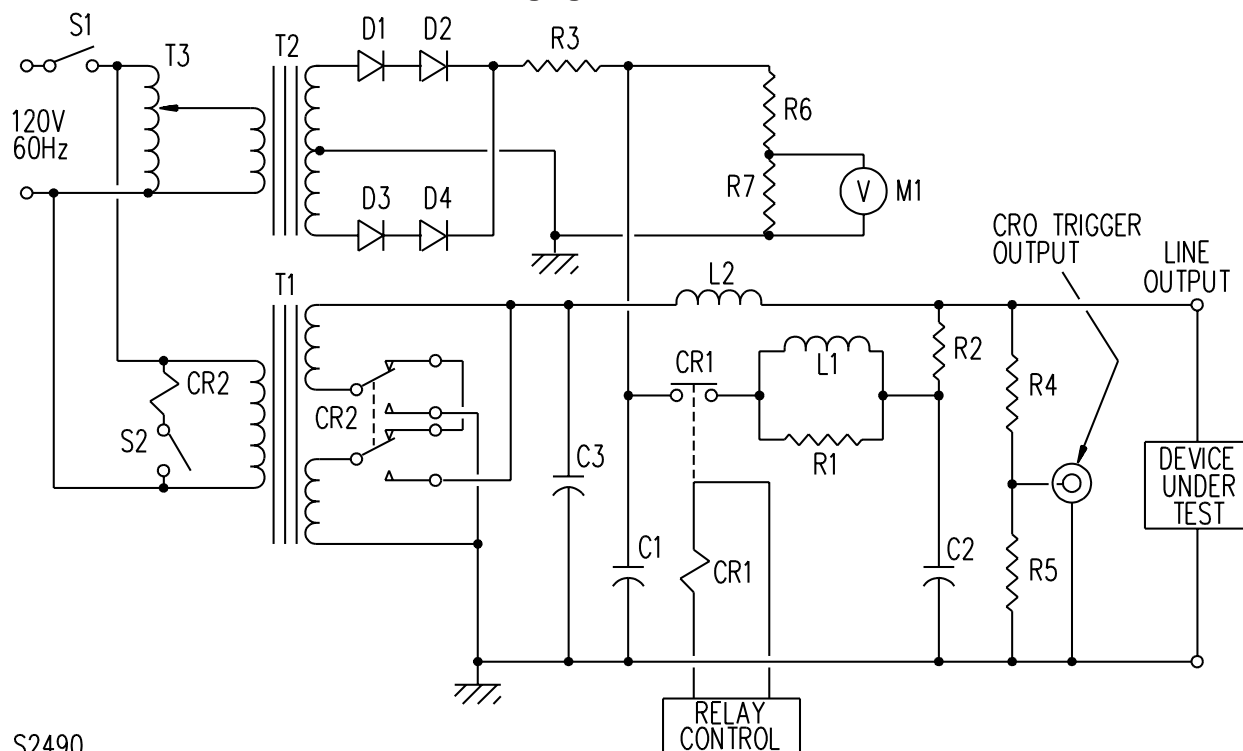 S1
T3
T2
D1
D2
R3
120V
60Hz
R6
R7
V
M1
D3
D4
CRO TRIGGER
OUTPUT
LINE
OUTPUT
T1
L2
CR2
S2
CR2
CR1
L1
R1
R2
R4
C3
C1
CR1
C2
R5
DEVICE
UNDER
TEST
RELAY
CONTROL
S2490